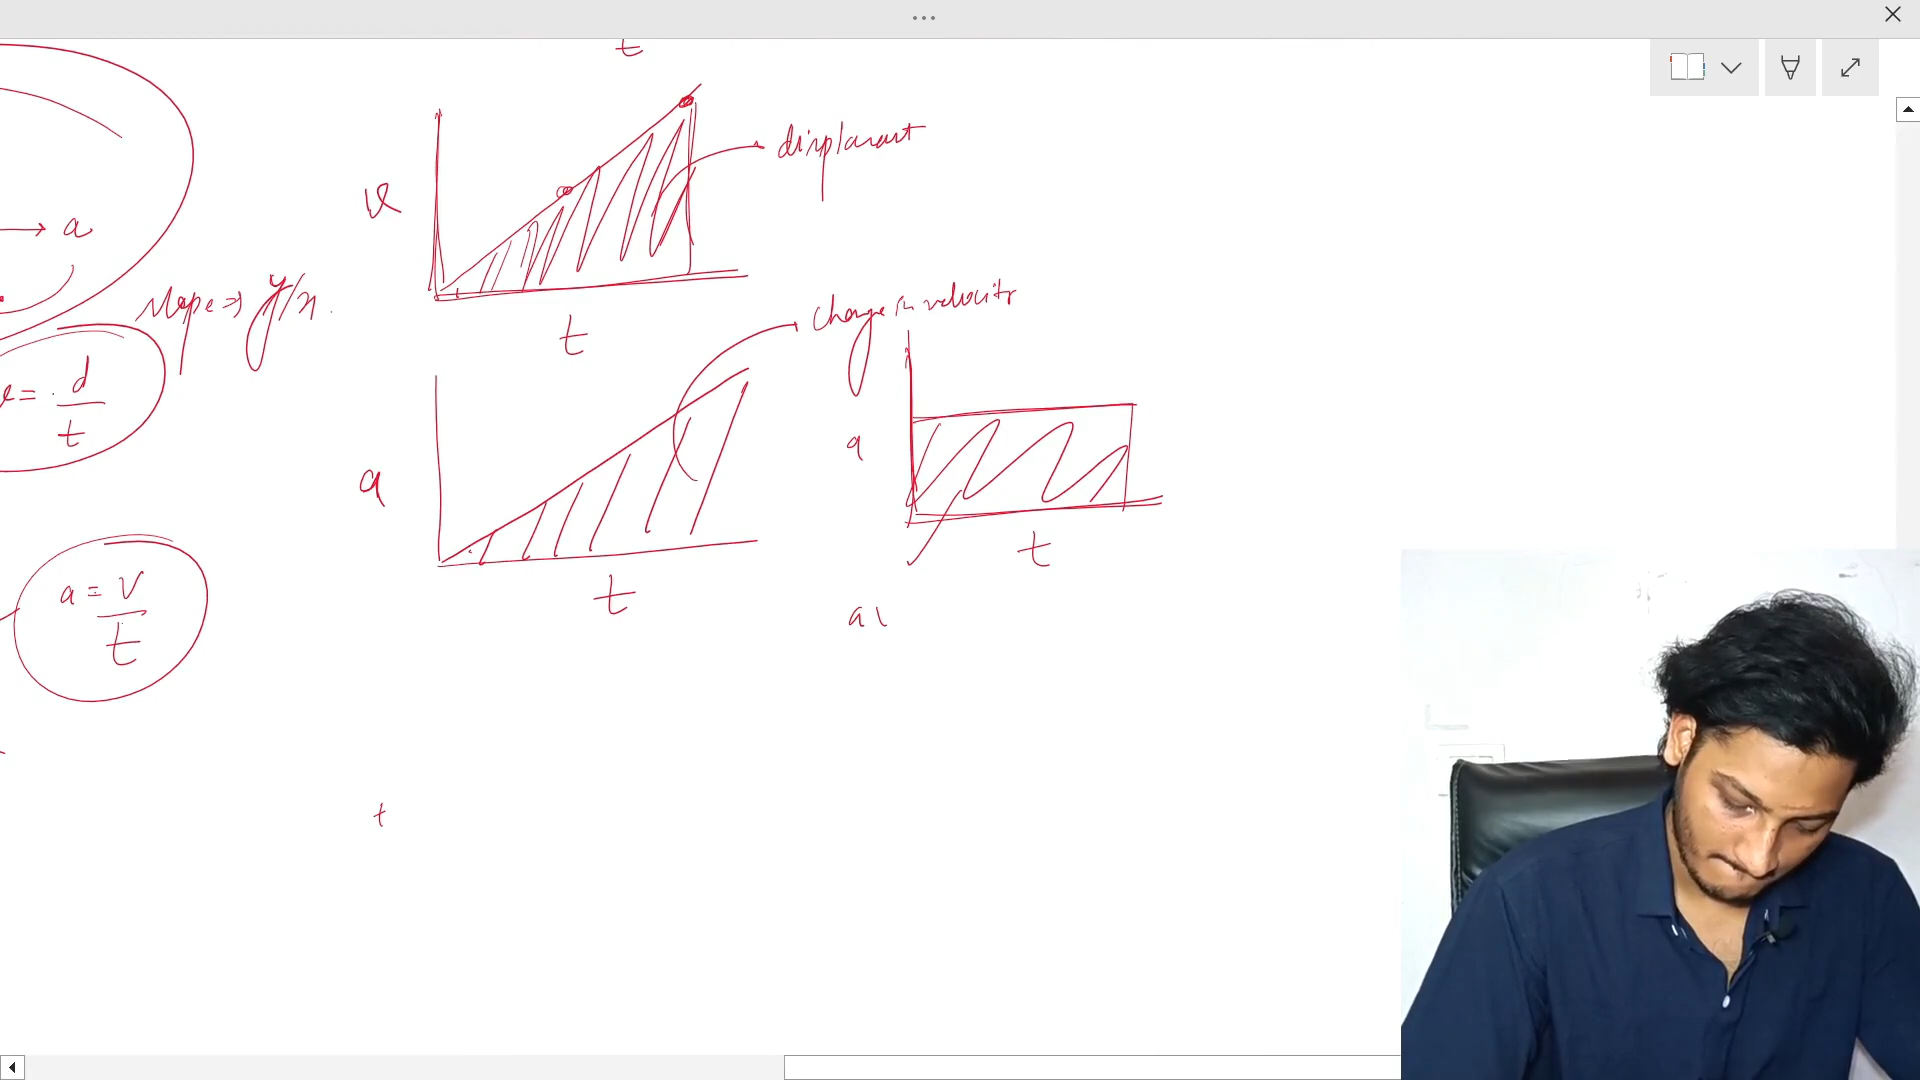 t
v
displacement
→ a
slope ⇒ y/x
t
change in velocity
v = d/t
a
a
t
t
a = v/t
a (
t